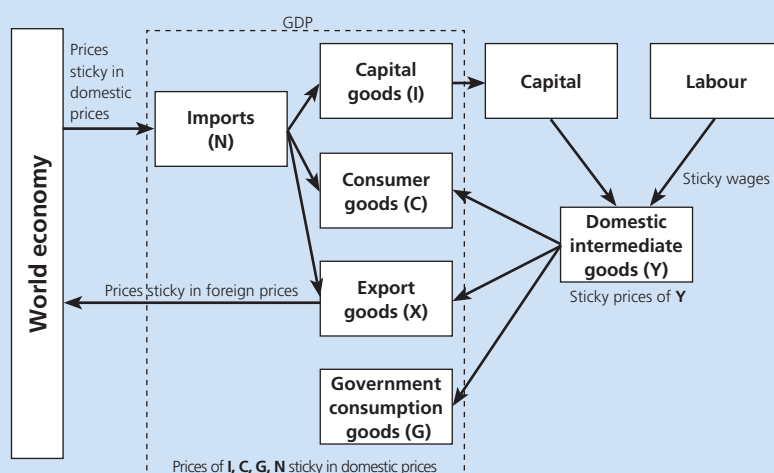 GDP
World economy
Prices
sticky in
domestic
prices
Imports
(N)
Capital
goods (I)
Capital
Labour
Consumer
goods (C)
Sticky wages
Domestic
intermediate
goods (Y)
Sticky prices of Y
Prices sticky in foreign prices
Export
goods (X)
Government
consumption
goods (G)
Prices of I, C, G, N sticky in domestic prices